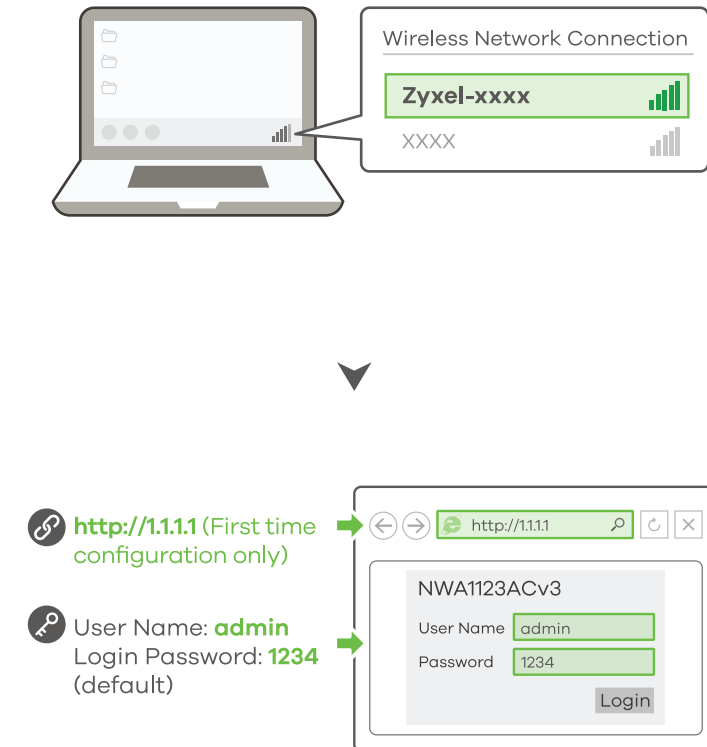 Wireless Network Connection
Zyxel-xxxx
XXXX
http://1.1.1.1 (First time
configuration only)
http://1.1.1.1
User Name: admin
Login Password: 1234
(default)
NWA1123ACv3
User Name admin
Password 1234
Login